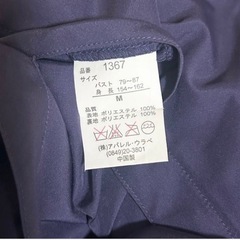 品番 1367
サイズ
バスト 79~87
身長 154~162
M
品質
表地 ポリエステル 100%
裏地 ポリエステル 100%
㈱アパレル・ウラベ
(0849)20-3801
中国製